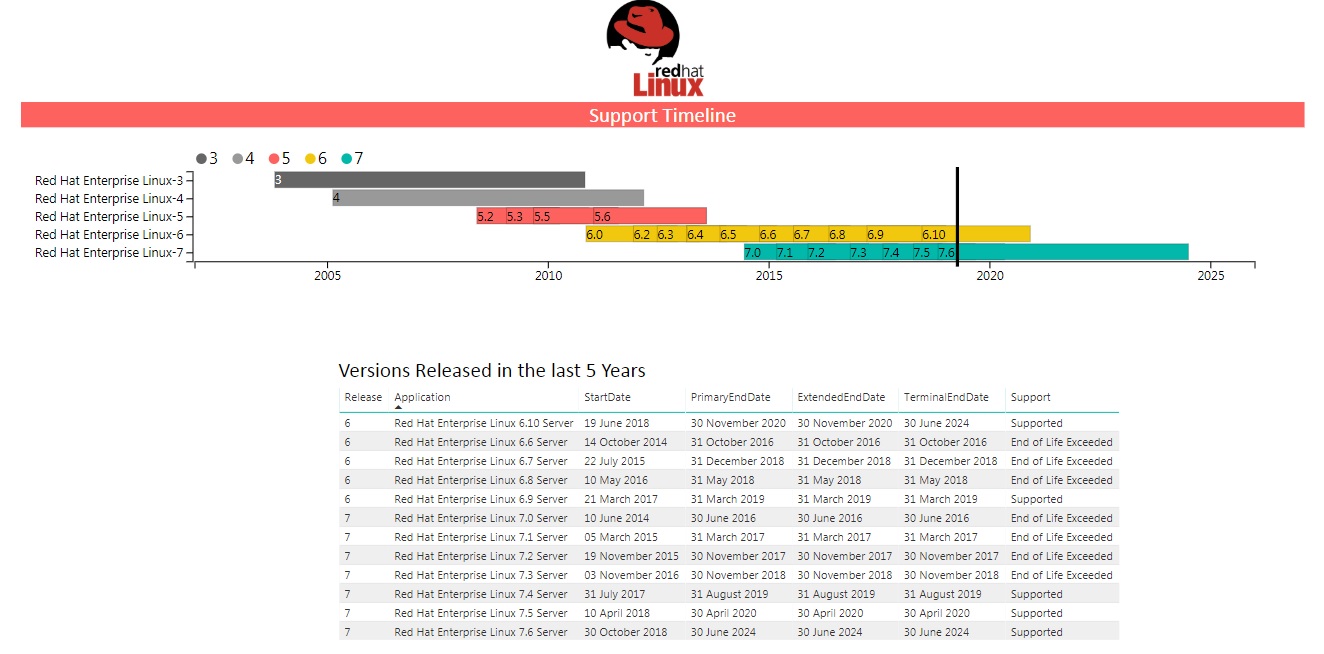 redhat
Linux
Support Timeline
3 4 5 6 7
Red Hat Enterprise Linux-3 3
Red Hat Enterprise Linux-4 4
Red Hat Enterprise Linux-5 5.2 5.3 5.5 5.6
Red Hat Enterprise Linux-6 6.0 6.2 6.3 6.4 6.5 6.6 6.7 6.8 6.9 6.10
Red Hat Enterprise Linux-7 7.0 7.1 7.2 7.3 7.4 7.5 7.6
2005 2010 2015 2020 2025
Versions Released in the last 5 Years
Release Application StartDate PrimaryEndDate ExtendedEndDate TerminalEndDate Support
6 Red Hat Enterprise Linux 6.10 Server 19 June 2018 30 November 2020 30 November 2020 30 June 2024 Supported
6 Red Hat Enterprise Linux 6.6 Server 14 October 2014 31 October 2016 31 October 2016 31 October 2016 End of Life Exceeded
6 Red Hat Enterprise Linux 6.7 Server 22 July 2015 31 December 2018 31 December 2018 31 December 2018 End of Life Exceeded
6 Red Hat Enterprise Linux 6.8 Server 10 May 2016 31 May 2018 31 May 2018 31 May 2018 End of Life Exceeded
6 Red Hat Enterprise Linux 6.9 Server 21 March 2017 31 March 2019 31 March 2019 31 March 2019 Supported
7 Red Hat Enterprise Linux 7.0 Server 10 June 2014 30 June 2016 30 June 2016 30 June 2016 End of Life Exceeded
7 Red Hat Enterprise Linux 7.1 Server 05 March 2015 31 March 2017 31 March 2017 31 March 2017 End of Life Exceeded
7 Red Hat Enterprise Linux 7.2 Server 19 November 2015 30 November 2017 30 November 2017 30 November 2017 End of Life Exceeded
7 Red Hat Enterprise Linux 7.3 Server 03 November 2016 30 November 2018 30 November 2018 30 November 2018 End of Life Exceeded
7 Red Hat Enterprise Linux 7.4 Server 31 July 2017 31 August 2019 31 August 2019 31 August 2019 Supported
7 Red Hat Enterprise Linux 7.5 Server 10 April 2018 30 April 2020 30 April 2020 30 April 2020 Supported
7 Red Hat Enterprise Linux 7.6 Server 30 October 2018 30 June 2024 30 June 2024 30 June 2024 Supported